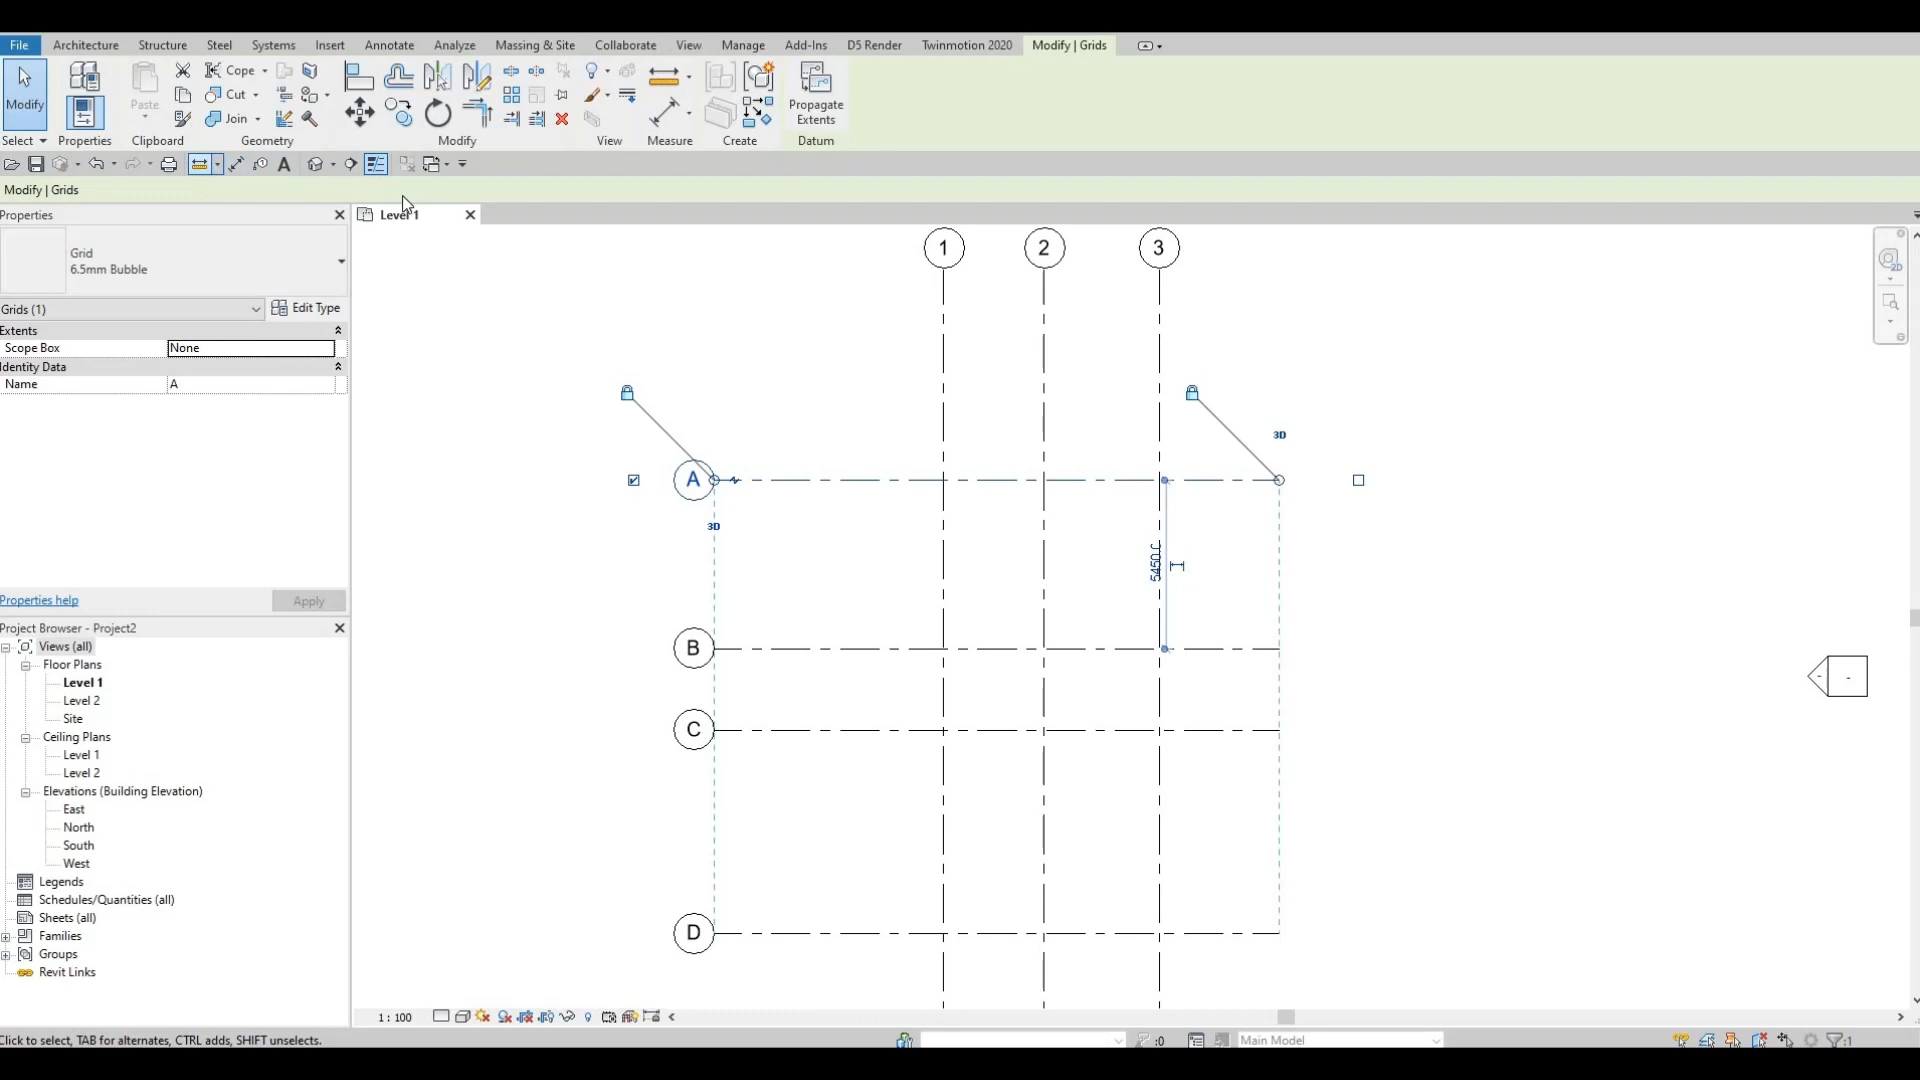 File Architecture Structure Steel Systems Insert Annotate Analyze Massing & Site Collaborate View Manage Add-Ins D5 Render Twinmotion 2020 Modify | Grids
Modify
Paste
Cope
Cut
Join
Propagate
Extents
Select Properties Clipboard Geometry Modify View Measure Create Datum
Modify | Grids
Properties
Level 1
Grid
6.5mm Bubble
Grids (1)
Edit Type
Extents
Scope Box None
Identity Data
Name A
Properties help
Apply
Project Browser - Project2
Views (all)
Floor Plans
Level 1
Level 2
Site
Ceiling Plans
Level 1
Level 2
Elevations (Building Elevation)
East
North
South
West
Legends
Schedules/Quantities (all)
Sheets (all)
Families
Groups
Revit Links
1 2 3
2D
3D
A
3D
5450.0
B
C
D
1 : 100
Click to select, TAB for alternates, CTRL adds, SHIFT unselects.
:0
Main Model
:1